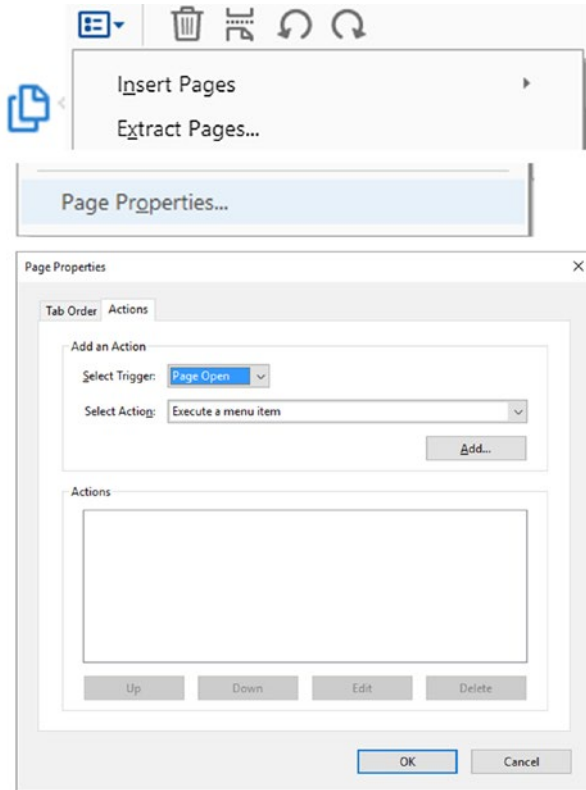 Insert Pages
Extract Pages...
Page Properties...
Page Properties
Tab Order Actions
Add an Action
Select Trigger: Page Open
Select Action: Execute a menu item
Add...
Actions
Up Down Edit Delete
OK Cancel